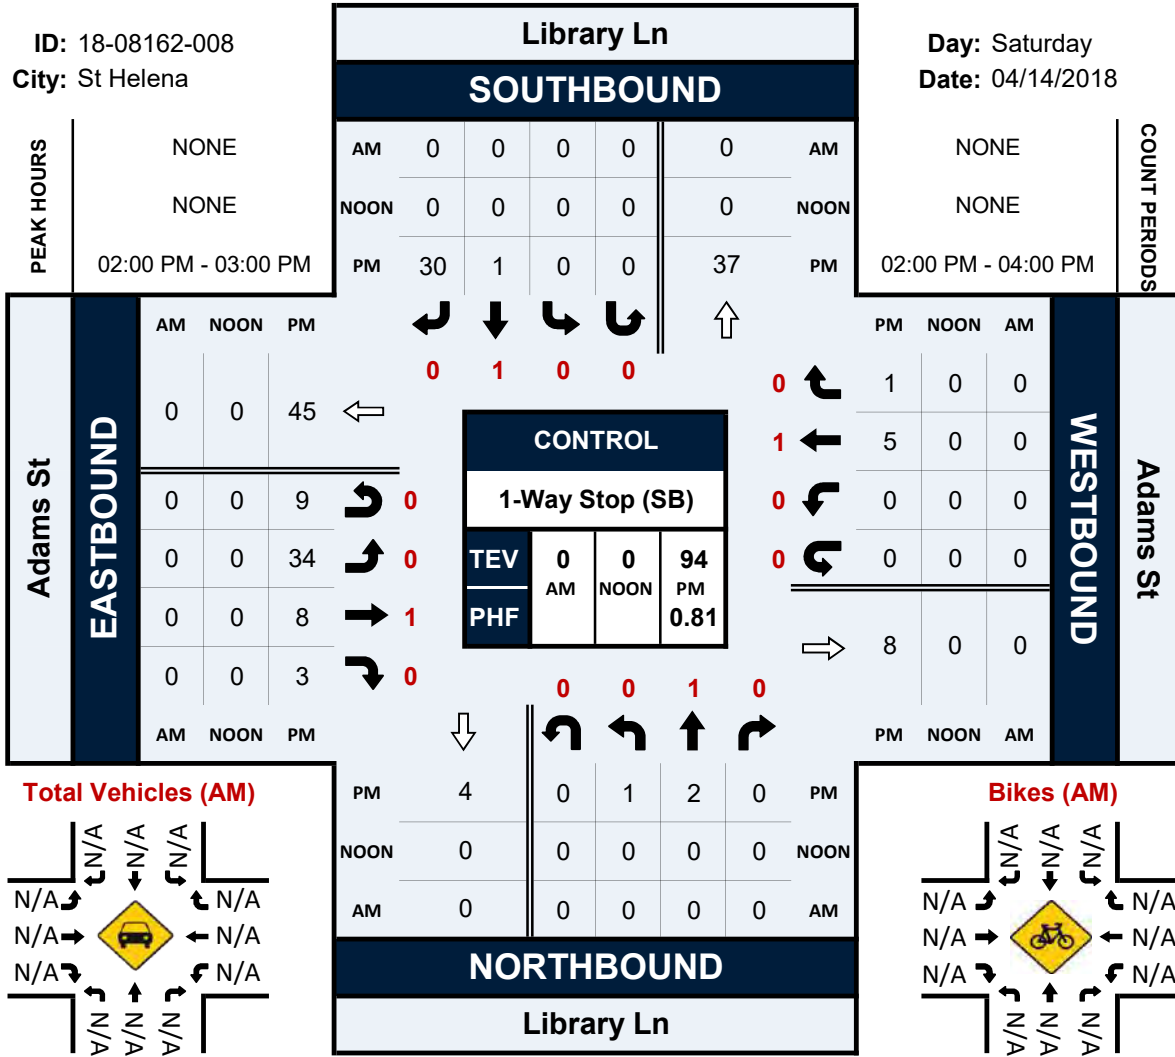 ID: 18-08162-008
City: St Helena
Library Ln
SOUTHBOUND
Day: Saturday
Date: 04/14/2018
PEAK HOURS
NONE
NONE
02:00 PM - 03:00 PM
AM 0 0 0 0 0 AM
NOON 0 0 0 0 0 NOON
PM 30 1 0 0 37 PM
NONE
NONE
02:00 PM - 04:00 PM
COUNT PERIODS
0 1 0 0
Adams St
EASTBOUND
AM NOON PM
0 0 45
0 0 9 0
0 0 34 0
0 0 8 1
0 0 3 0
AM NOON PM
CONTROL
1-Way Stop (SB)
TEV 0 0 94
AM NOON PM
PHF 0.81
PM NOON AM
0 1 0 0
1 5 0 0
0 0 0 0
0 0 0 0
8 0 0
PM NOON AM
WESTBOUND
Adams St
0 0 1 0
PM 4 0 1 2 0 PM
NOON 0 0 0 0 0 NOON
AM 0 0 0 0 0 AM
NORTHBOUND
Library Ln
Total Vehicles (AM)
N/A N/A N/A
N/A N/A
N/A N/A
N/A N/A
N/A N/A N/A
Bikes (AM)
N/A N/A N/A
N/A N/A
N/A N/A
N/A N/A
N/A N/A N/A